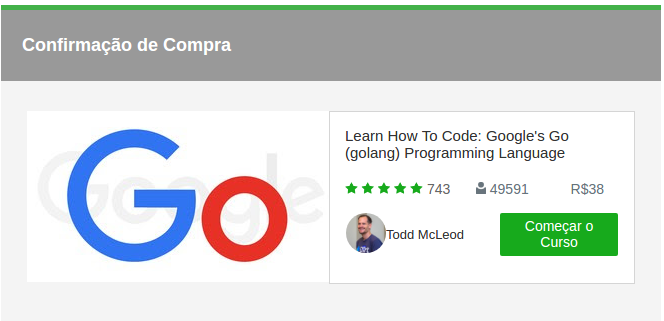 Confirmação de Compra
Google
Go
Learn How To Code: Google's Go
(golang) Programming Language
743
49591
R$38
Todd McLeod
Começar o
Curso